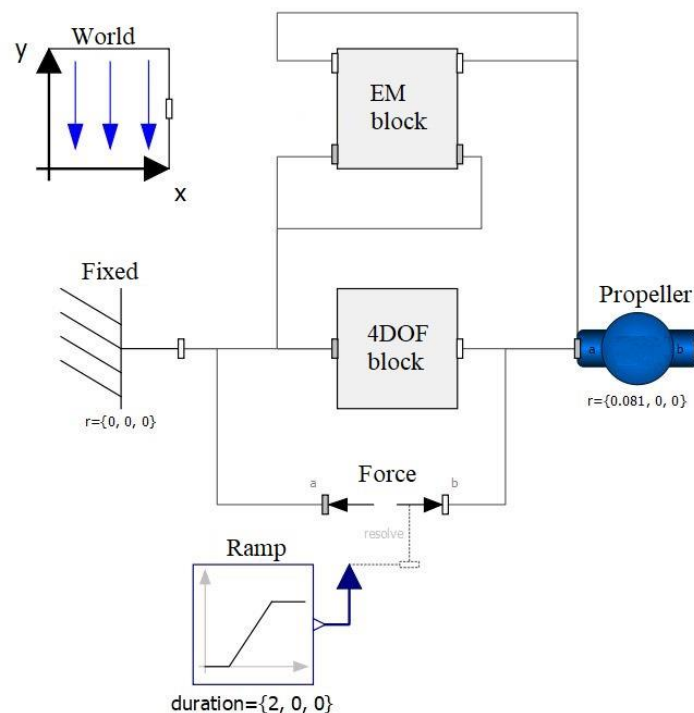 World
y
x
EM
block
Fixed
r={0, 0, 0}
4DOF
block
Propeller
a
b
r={0.081, 0, 0}
Force
a
b
resolve
Ramp
duration={2, 0, 0}